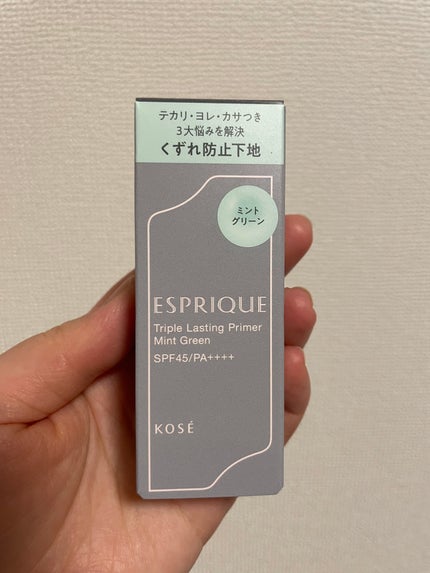 テカリ・ヨレ・カサつき
3大悩みを解決
くずれ防止下地
ミント
グリーン
ESPRIQUE
Triple Lasting Primer
Mint Green
SPF45/PA++++
KOSÉ